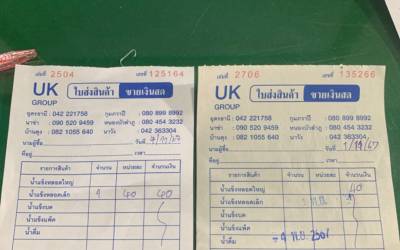 เล่มที่ 2504 เลขที่ 125164
UK GROUP ใบส่งสินค้า ขายเงินสด
อุดรธานี : 042 221758 กุมภวาปี : 080 899 8992
นาข่า : 090 520 9459 หนองบัวลำภู : 080 454 3232
บ้านดุง : 082 1055 640 นาวัง : 042 363304
นามผู้ซื้อ วันที่
ที่อยู่ เวลา
รายการสินค้า จำนวน หน่วยละ จำนวนเงิน
น้ำแข็งหลอดใหญ่
น้ำแข็งหลอดเล็ก 1 40 40
น้ำแข็งบด
น้ำแข็งแพ็ค
น้ำดื่ม
เล่มที่ 2706 เลขที่ 135266
UK GROUP ใบส่งสินค้า ขายเงินสด
อุดรธานี : 042 221758 กุมภวาปี : 080 899 8992
นาข่า : 090 520 9459 หนองบัวลำภู : 080 454 3232
บ้านดุง : 082 1055 640 นาวัง : 042 363304
นามผู้ซื้อ วันที่ 1/11/67
ที่อยู่ เวลา
รายการสินค้า จำนวน หน่วยละ จำนวนเงิน
น้ำแข็งหลอดใหญ่ 40
น้ำแข็งหลอดเล็ก
น้ำแข็งบด
น้ำแข็งแพ็ค
น้ำดื่ม